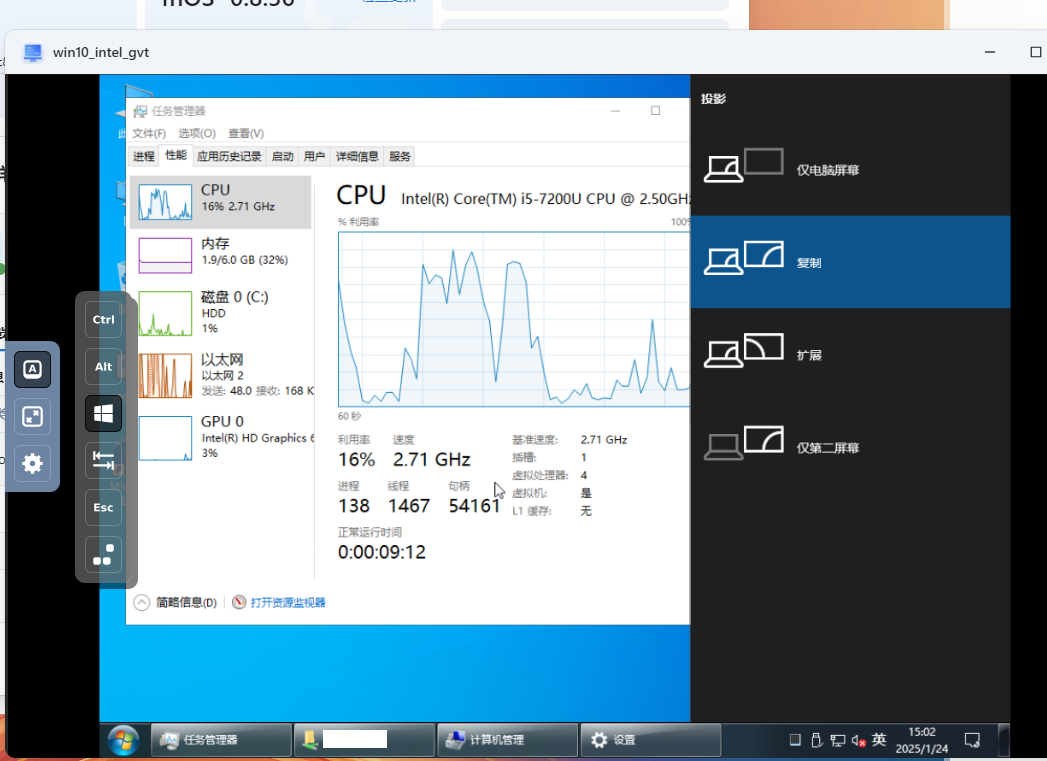 win10_intel_gvt
任务管理器
文件(F) 选项(O) 查看(V)
进程 性能 应用历史记录 启动 用户 详细信息 服务
CPU
16% 2.71 GHz
内存
1.9/6.0 GB (32%)
磁盘 0 (C:)
HDD
1%
以太网
以太网 2
发送: 48.0 接收: 168 K
GPU 0
Intel(R) HD Graphics 6
3%
CPU Intel(R) Core(TM) i5-7200U CPU @ 2.50GHz
% 利用率 100%
60 秒
利用率 速度
16% 2.71 GHz
进程 线程 句柄
138 1467 54161
正常运行时间
0:00:09:12
基准速度: 2.71 GHz
插槽: 1
虚拟处理器: 4
虚拟机: 是
L1 缓存: 无
简略信息(D) 打开资源监视器
投影
仅电脑屏幕
复制
扩展
仅第二屏幕
A
Ctrl
Alt
Esc
任务管理器
计算机管理
设置
英
15:02
2025/1/24